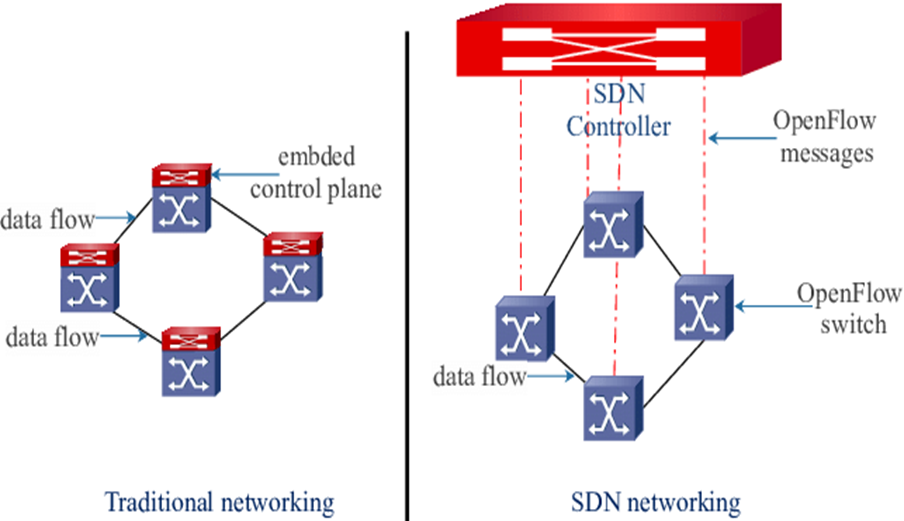 embded
control plane
data flow
data flow
Traditional networking
SDN
Controller
OpenFlow
messages
OpenFlow
switch
data flow
SDN networking